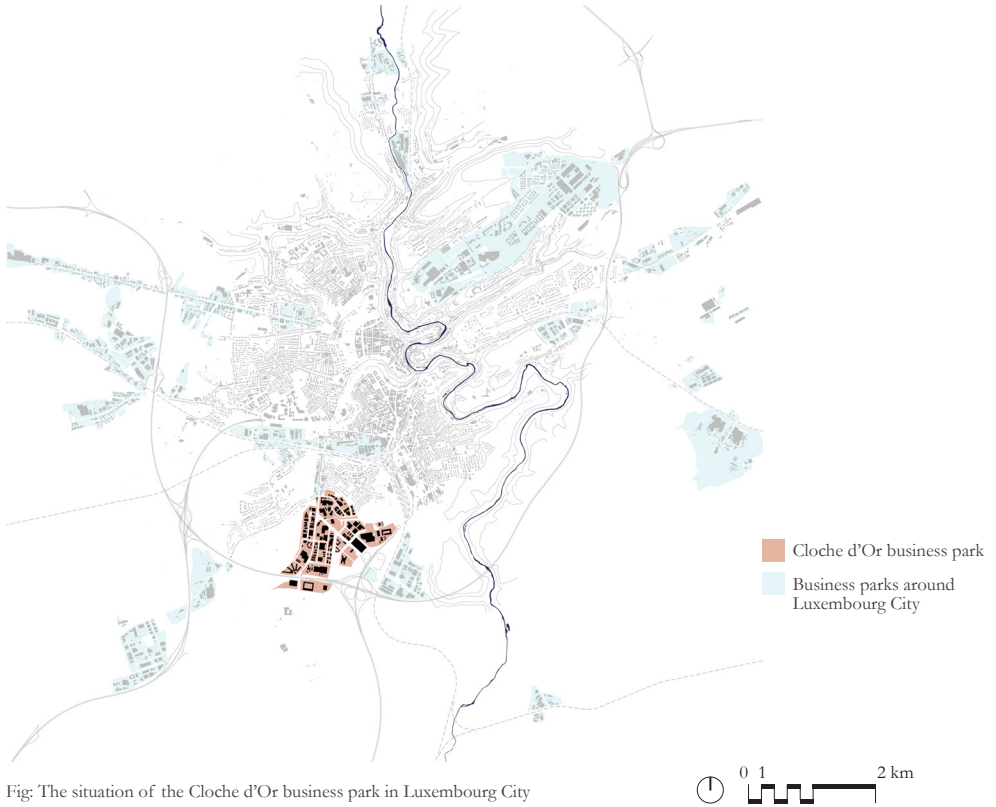 Cloche d'Or business park
Business parks around
Luxembourg City
0 1 2 km
Fig: The situation of the Cloche d'Or business park in Luxembourg City